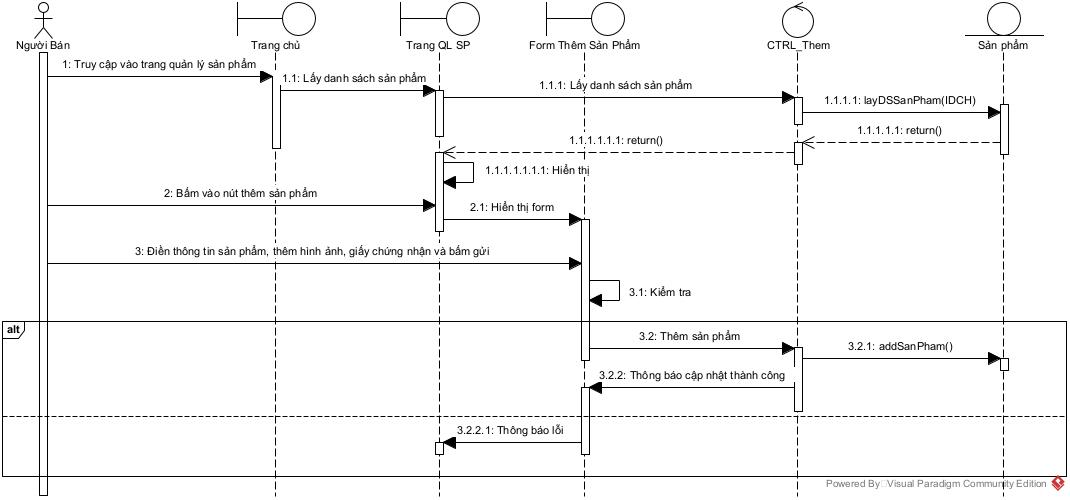 Người Bán
Trang chủ
Trang QL SP
Form Thêm Sản Phẩm
CTRL_Them
Sản phẩm
1: Truy cập vào trang quản lý sản phẩm
1.1: Lấy danh sách sản phẩm
1.1.1: Lấy danh sách sản phẩm
1.1.1.1: layDSSanPham(IDCH)
1.1.1.1.1: return()
1.1.1.1.1.1: return()
1.1.1.1.1.1.1: Hiển thị
2: Bấm vào nút thêm sản phẩm
2.1: Hiển thị form
3: Điền thông tin sản phẩm, thêm hình ảnh, giấy chứng nhận và bấm gửi
3.1: Kiểm tra
alt
3.2: Thêm sản phẩm
3.2.1: addSanPham()
3.2.2: Thông báo cập nhật thành công
3.2.2.1: Thông báo lỗi
Powered By Visual Paradigm Community Edition